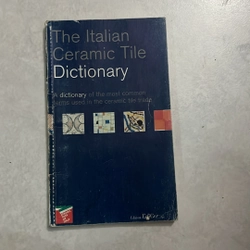 The Italian
Ceramic Tile
Dictionary
A dictionary of the most common
terms used in the ceramic tile trade